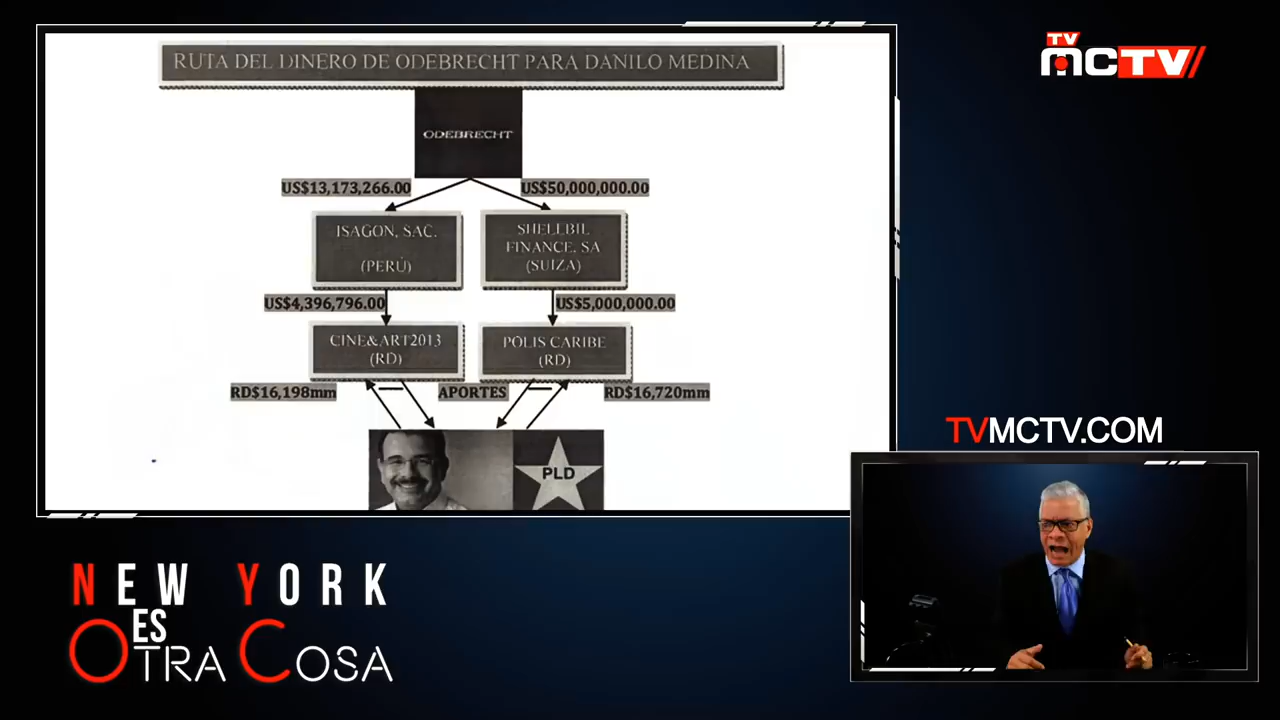 RUTA DEL DINERO DE ODEBRECHT PARA DANILO MEDINA
ODEBRECHT
US$13,173,266.00
US$50,000,000.00
ISAGON, SAC.
(PERÚ)
SHELLBIL
FINANCE, SA
(SUIZA)
US$4,396,796.00
US$5,000,000.00
CINE&ART2013
(RD)
POLIS CARIBE
(RD)
RD$16,198mm
APORTES
RD$16,720mm
PLD
TV
MCTV
TVMCTV.COM
NEW YORK
ES
OTRA COSA